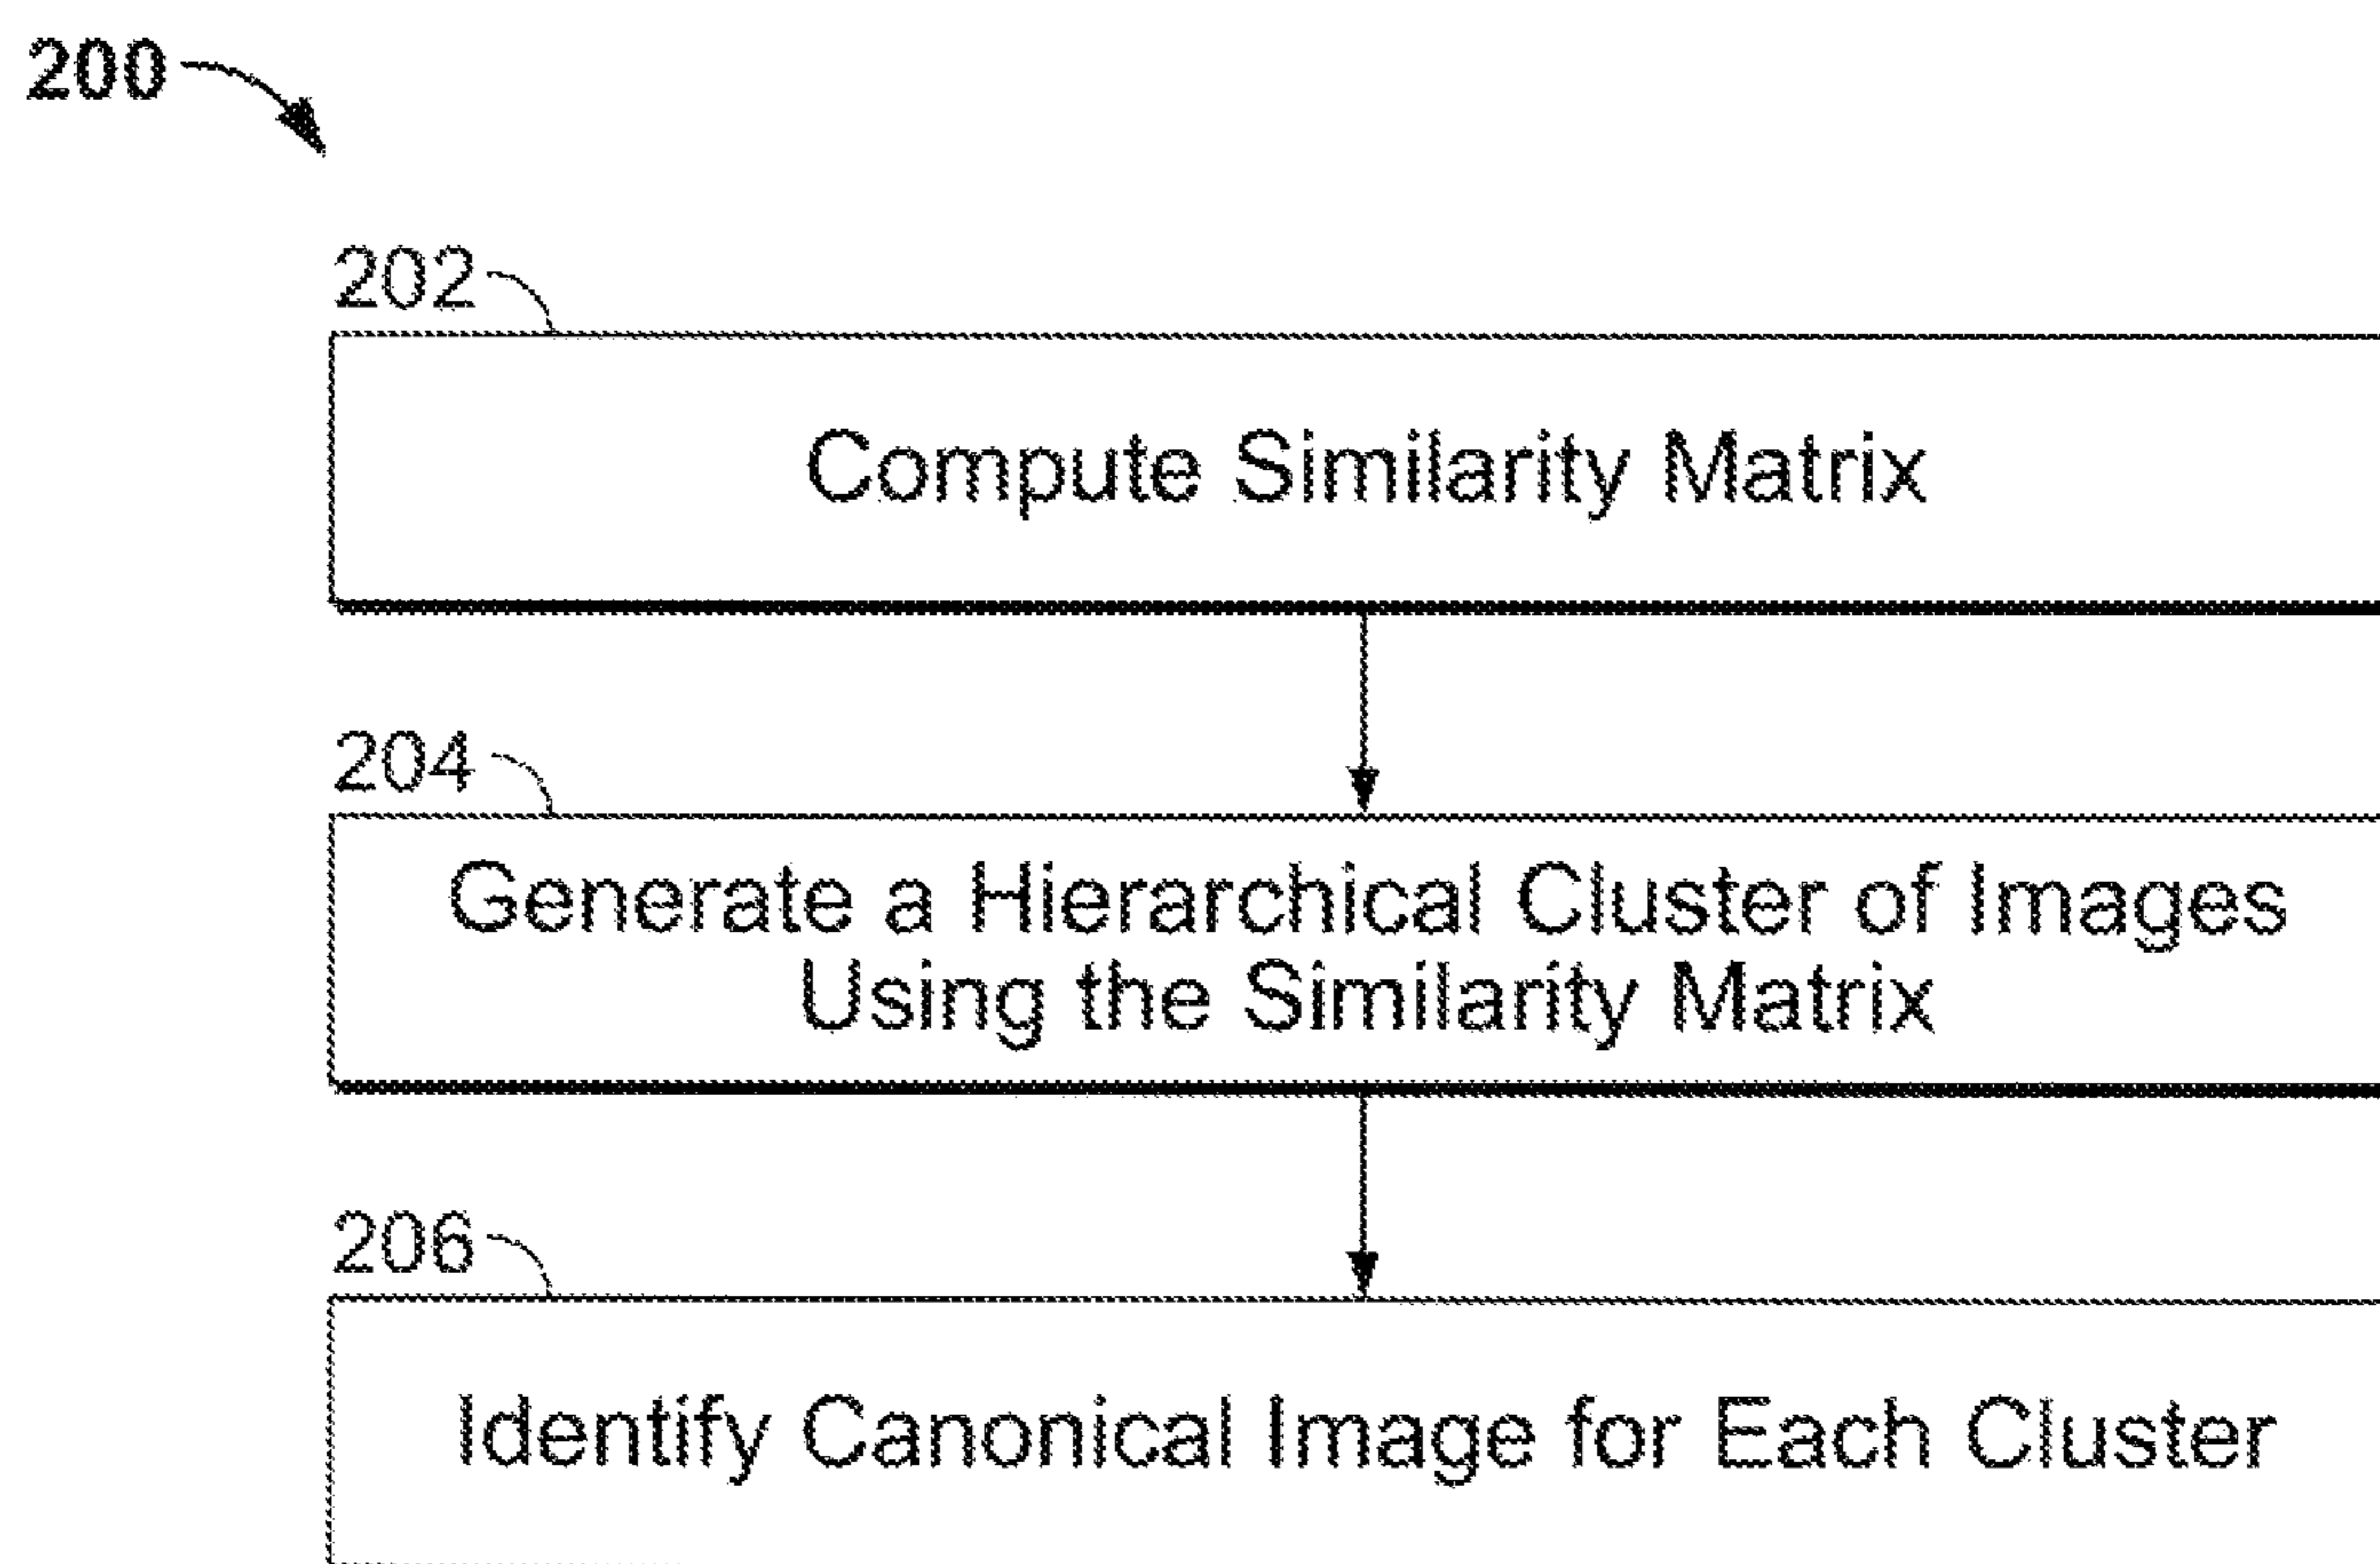 200
202
Compute Similarity Matrix
204
Generate a Hierarchical Cluster of Images
Using the Similarity Matrix
206
Identify Canonical Image for Each Cluster